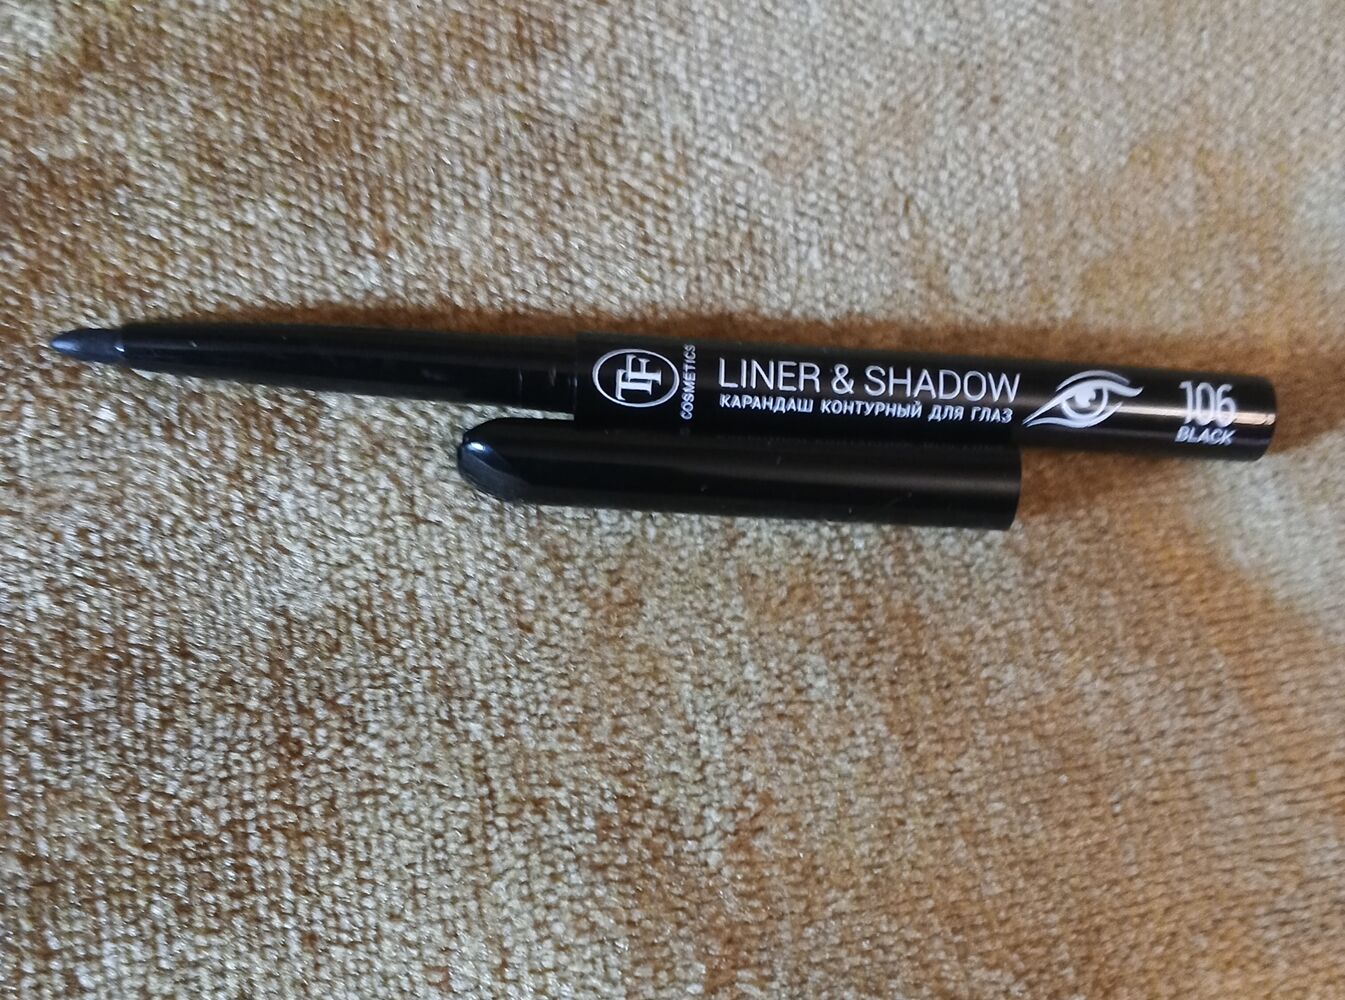 TF
COSMETICS
LINER & SHADOW
КАРАНДАШ КОНТУРНЫЙ ДЛЯ ГЛАЗ
106
BLACK